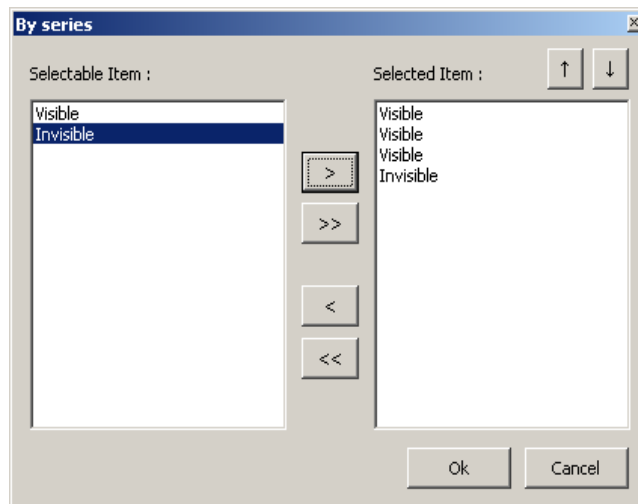 By series
Selectable Item :
Selected Item :
↑
↓
Visible
Invisible
>
>>
<
<<
Visible
Visible
Visible
Invisible
Ok
Cancel